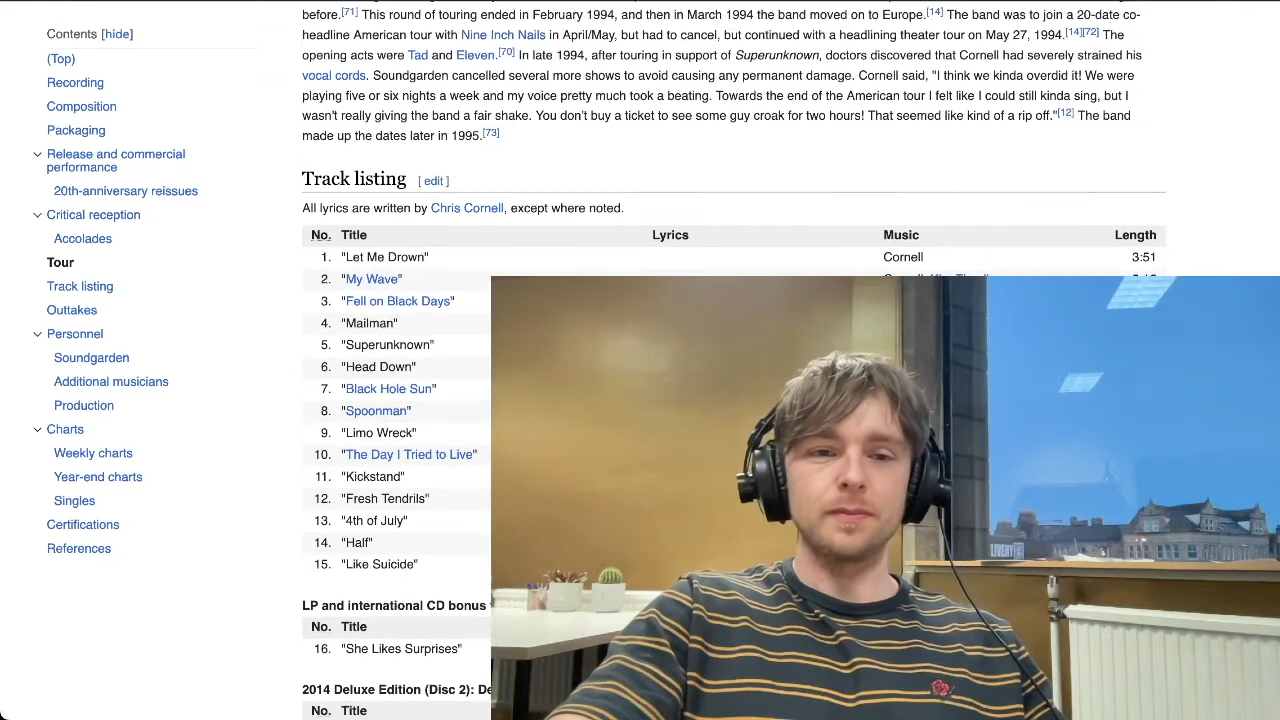 Contents [hide]
(Top)
Recording
Composition
Packaging
Release and commercial
performance
20th-anniversary reissues
Critical reception
Accolades
Tour
Track listing
Outtakes
Personnel
Soundgarden
Additional musicians
Production
Charts
Weekly charts
Year-end charts
Singles
Certifications
References
before.[71] This round of touring ended in February 1994, and then in March 1994 the band moved on to Europe.[14] The band was to join a 20-date co-
headline American tour with Nine Inch Nails in April/May, but had to cancel, but continued with a headlining theater tour on May 27, 1994.[14][72] The
opening acts were Tad and Eleven.[70] In late 1994, after touring in support of Superunknown, doctors discovered that Cornell had severely strained his
vocal cords. Soundgarden cancelled several more shows to avoid causing any permanent damage. Cornell said, "I think we kinda overdid it! We were
playing five or six nights a week and my voice pretty much took a beating. Towards the end of the American tour I felt like I could still kinda sing, but I
wasn't really giving the band a fair shake. You don't buy a ticket to see some guy croak for two hours! That seemed like kind of a rip off."[12] The band
made up the dates later in 1995.[73]
Track listing [ edit ]
All lyrics are written by Chris Cornell, except where noted.
No. Title Lyrics Music Length
1. "Let Me Drown" Cornell 3:51
2. "My Wave"
3. "Fell on Black Days"
4. "Mailman"
5. "Superunknown"
6. "Head Down"
7. "Black Hole Sun"
8. "Spoonman"
9. "Limo Wreck"
10. "The Day I Tried to Live"
11. "Kickstand"
12. "Fresh Tendrils"
13. "4th of July"
14. "Half"
15. "Like Suicide"
LP and international CD bonus
No. Title
16. "She Likes Surprises"
2014 Deluxe Edition (Disc 2): De
No. Title